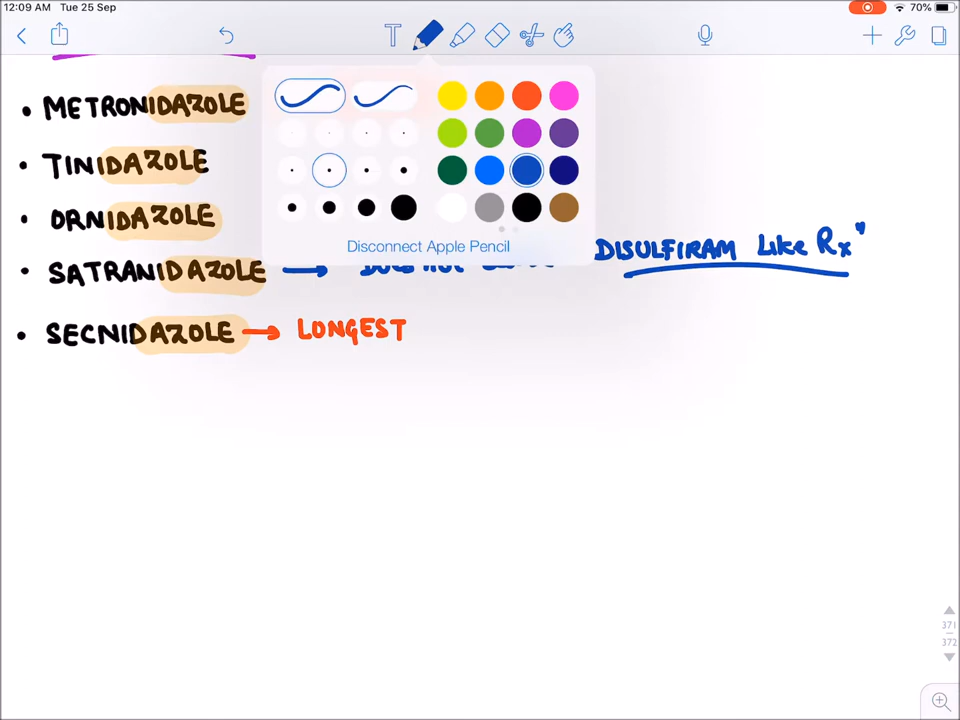 12:09 AM Tue 25 Sep 70%
T
• METRONIDAZOLE
• TINIDAZOLE
• ORNIDAZOLE
• SATRANIDAZOLE → DISULFIRAM Like Rxn
• SECNIDAZOLE → LONGEST
Disconnect Apple Pencil
371
372